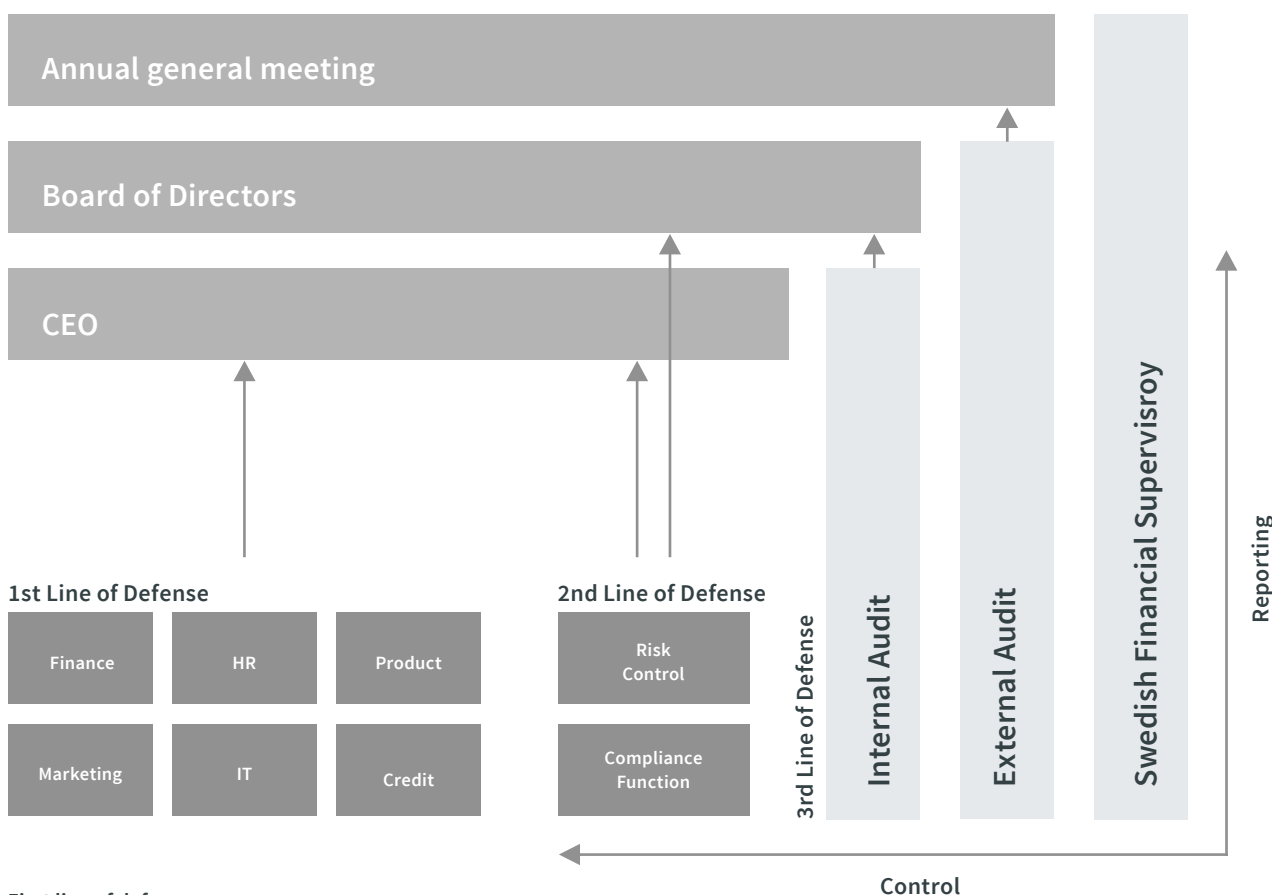 Annual general meeting
Board of Directors
CEO
1st Line of Defense
2nd Line of Defense
Finance
HR
Product
Risk
Control
Marketing
IT
Credit
Compliance
Function
3rd Line of Defense
Internal Audit
External Audit
Swedish Financial Supervisroy
Reporting
Control